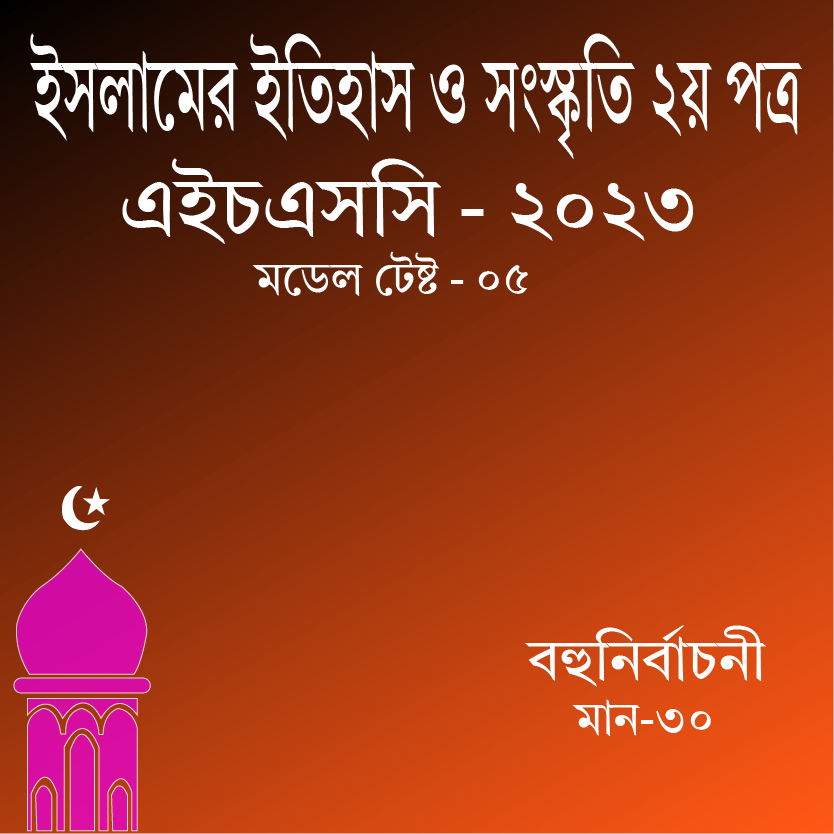 ইসলামের ইতিহাস ও সংস্কৃতি ২য় পত্র
এইচএসসি - ২০২৩
মডেল টেষ্ট - ০৫
বহুনির্বাচনী
মান-৩০